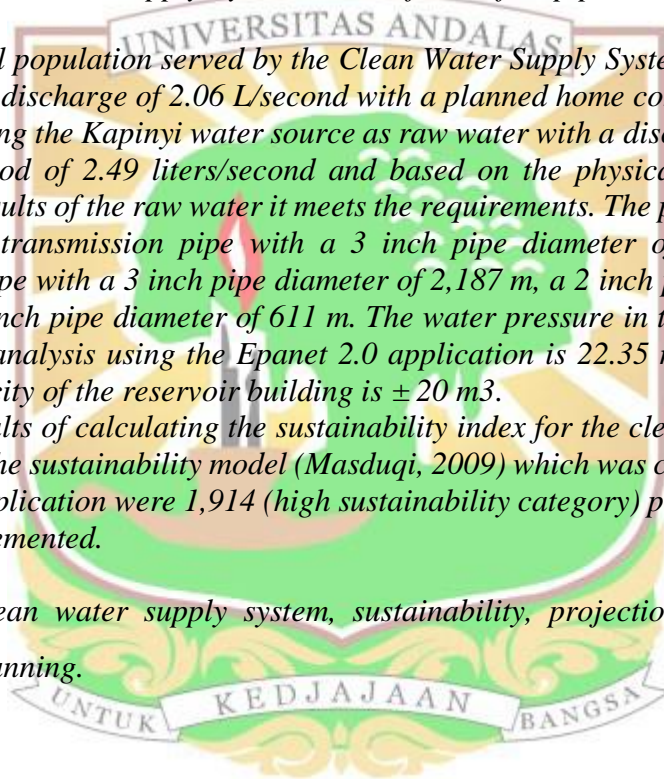 UNIVERSITAS ANDALAS
l population served by the Clean Water Supply Syste
discharge of 2.06 L/second with a planned home co
ng the Kapinyi water source as raw water with a disc
od of 2.49 liters/second and based on the physica
sults of the raw water it meets the requirements. The p
transmission pipe with a 3 inch pipe diameter o
pe with a 3 inch pipe diameter of 2,187 m, a 2 inch p
nch pipe diameter of 611 m. The water pressure in t
analysis using the Epanet 2.0 application is 22.35 m
city of the reservoir building is ± 20 m3.
ults of calculating the sustainability index for the cle
he sustainability model (Masduqi, 2009) which was c
plication were 1,914 (high sustainability category) p
emented.
ean water supply system, sustainability, projectio
anning.
UNTUK KEDJAJAAN BANGSA